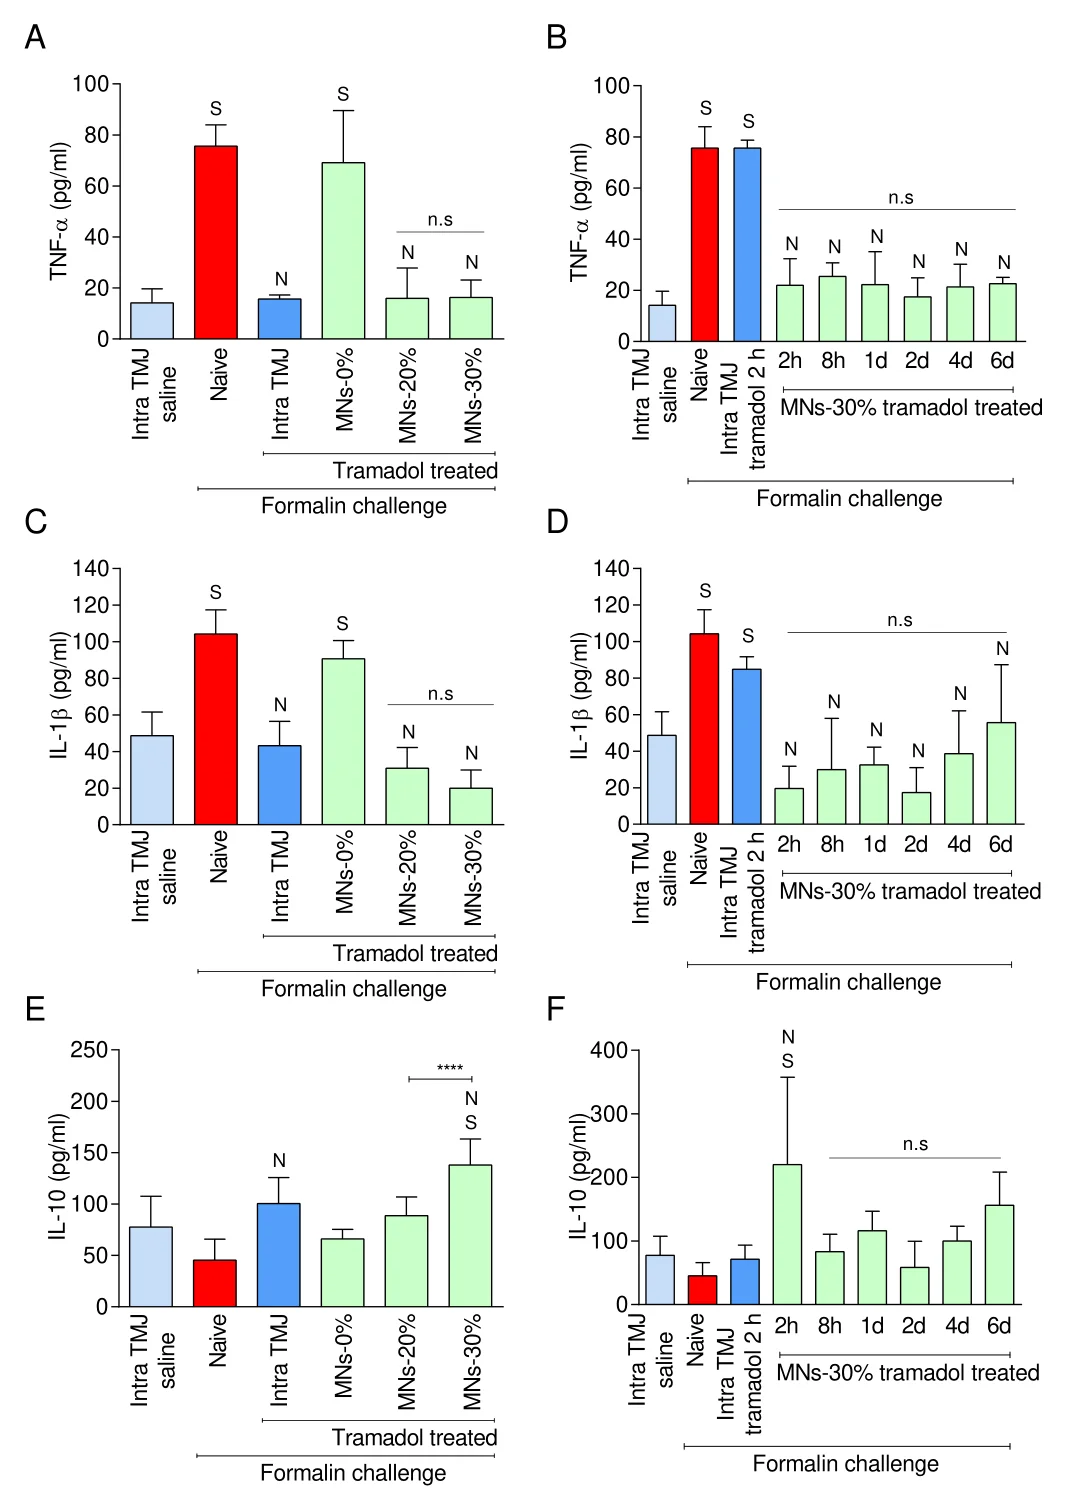 A
TNF-α (pg/ml)
100
80
60
40
20
0
S
N
S
N
N
n.s
Intra TMJ
saline
Naive
Intra TMJ
MNs-0%
MNs-20%
MNs-30%
Tramadol treated
Formalin challenge
B
TNF-α (pg/ml)
100
80
60
40
20
0
S
S
N
N
N
N
N
N
n.s
Intra TMJ
saline
Naive
Intra TMJ
tramadol 2 h
2h 8h 1d 2d 4d 6d
MNs-30% tramadol treated
Formalin challenge
C
IL-1β (pg/ml)
140
120
100
80
60
40
20
0
S
N
S
N
N
n.s
Intra TMJ
saline
Naive
Intra TMJ
MNs-0%
MNs-20%
MNs-30%
Tramadol treated
Formalin challenge
D
IL-1β (pg/ml)
140
120
100
80
60
40
20
0
S
S
N
N
N
N
N
N
n.s
Intra TMJ
saline
Naive
Intra TMJ
tramadol 2 h
2h 8h 1d 2d 4d 6d
MNs-30% tramadol treated
Formalin challenge
E
IL-10 (pg/ml)
250
200
150
100
50
0
N
****
N
S
Intra TMJ
saline
Naive
Intra TMJ
MNs-0%
MNs-20%
MNs-30%
Tramadol treated
Formalin challenge
F
IL-10 (pg/ml)
400
300
200
100
0
N
S
n.s
Intra TMJ
saline
Naive
Intra TMJ
tramadol 2 h
2h 8h 1d 2d 4d 6d
MNs-30% tramadol treated
Formalin challenge